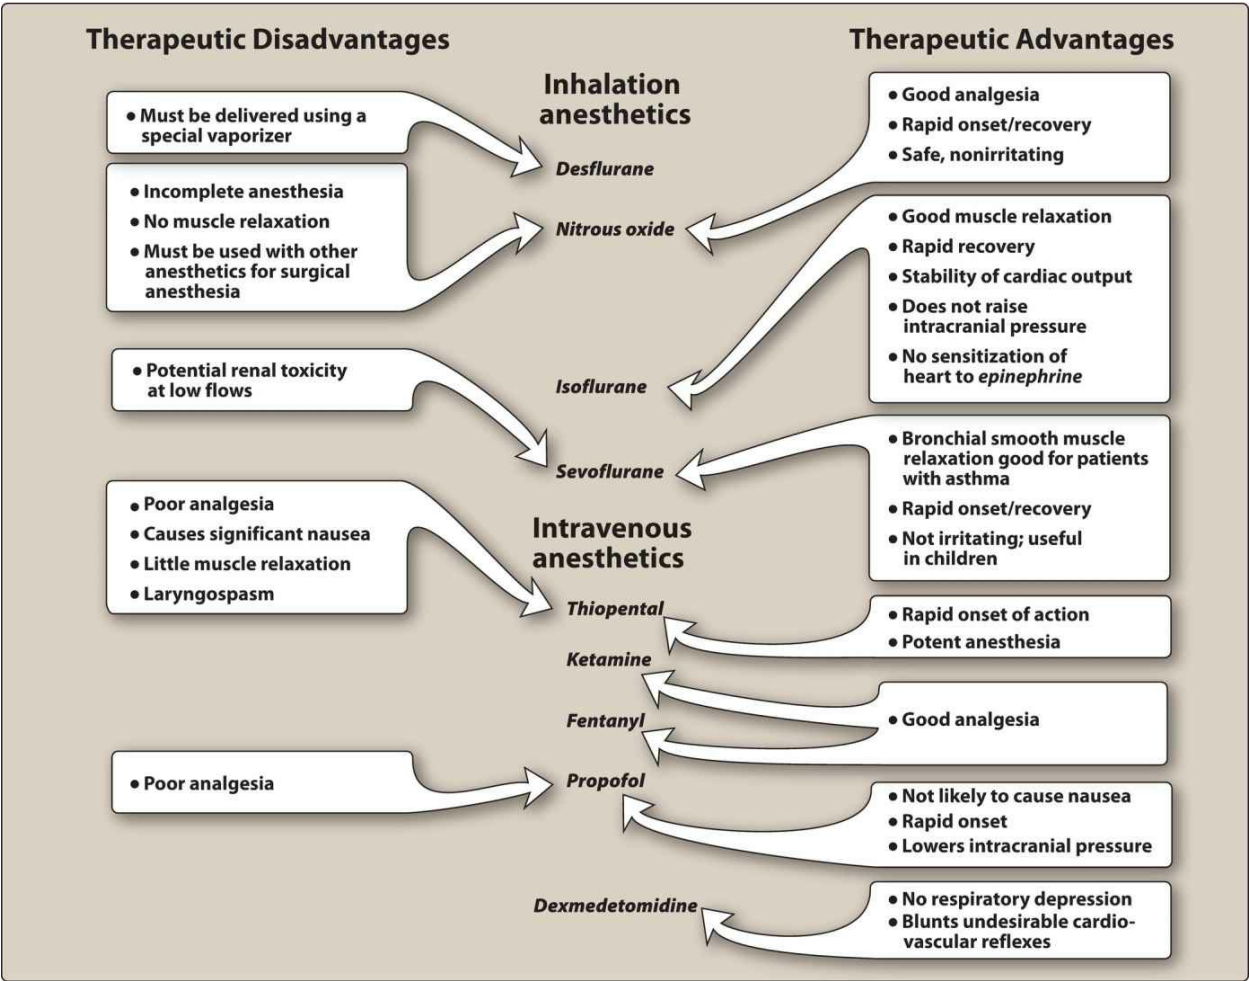 Therapeutic Disadvantages
Therapeutic Advantages
Inhalation
anesthetics
• Must be delivered using a
special vaporizer
• Incomplete anesthesia
• No muscle relaxation
• Must be used with other
anesthetics for surgical
anesthesia
• Potential renal toxicity
at low flows
• Poor analgesia
• Causes significant nausea
• Little muscle relaxation
• Laryngospasm
• Poor analgesia
Desflurane
Nitrous oxide
Isoflurane
Sevoflurane
Intravenous
anesthetics
Thiopental
Ketamine
Fentanyl
Propofol
Dexmedetomidine
• Good analgesia
• Rapid onset/recovery
• Safe, nonirritating
• Good muscle relaxation
• Rapid recovery
• Stability of cardiac output
• Does not raise
intracranial pressure
• No sensitization of
heart to epinephrine
• Bronchial smooth muscle
relaxation good for patients
with asthma
• Rapid onset/recovery
• Not irritating; useful
in children
• Rapid onset of action
• Potent anesthesia
• Good analgesia
• Not likely to cause nausea
• Rapid onset
• Lowers intracranial pressure
• No respiratory depression
• Blunts undesirable cardio-
vascular reflexes